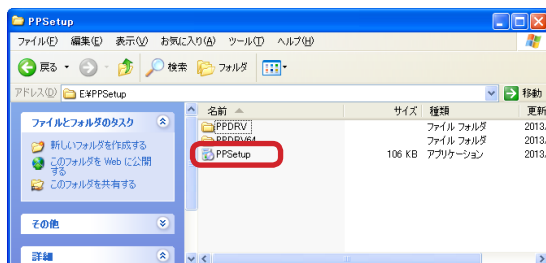 PPSetup
ファイル(F) 編集(E) 表示(V) お気に入り(A) ツール(T) ヘルプ(H)
戻る 検索 フォルダ
アドレス(D) E:¥PPSetup 移動
名前 サイズ 種類 更新
ファイルとフォルダのタスク
PPDRV ファイル フォルダ 2013.
新しいフォルダを作成する
PPDRV64 ファイル フォルダ 2013.
このフォルダを Web に公開
する
PPSetup 106 KB アプリケーション 2013.
このフォルダを共有する
その他
詳細